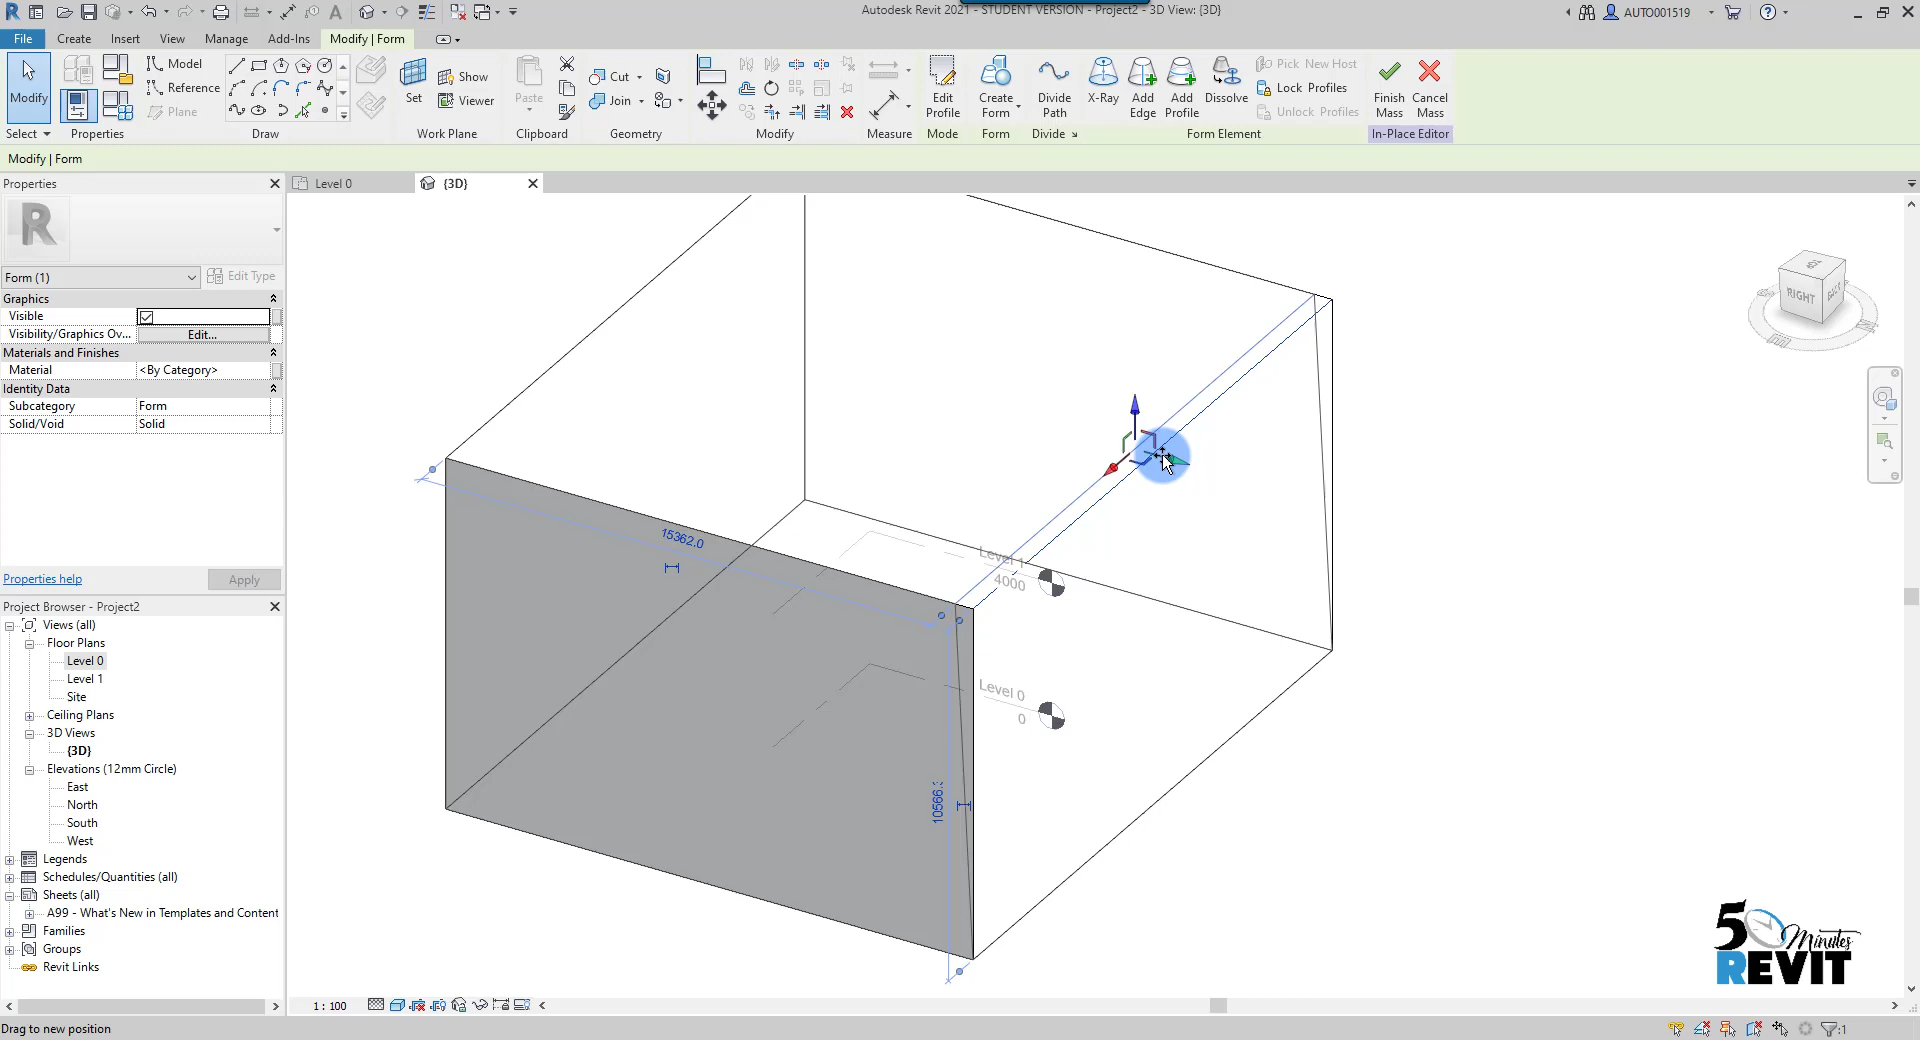 Autodesk Revit 2021 - STUDENT VERSION - Project2 - 3D View: {3D}
AUTO001519
File Create Insert View Manage Add-Ins Modify | Form
Modify
Model
Reference
Plane
Set
Show
Viewer
Paste
Cut
Join
Edit Profile
Create Form
Divide Path
X-Ray
Add Edge
Add Profile
Dissolve
Pick New Host
Lock Profiles
Unlock Profiles
Finish Mass
Cancel Mass
Select Properties Draw Work Plane Clipboard Geometry Modify Measure Mode Form Divide Form Element In-Place Editor
Modify | Form
Properties
R
Form (1)
Edit Type
Graphics
Visible
Visibility/Graphics Ov... Edit...
Materials and Finishes
Material <By Category>
Identity Data
Subcategory Form
Solid/Void Solid
Properties help
Apply
Project Browser - Project2
Views (all)
Floor Plans
Level 0
Level 1
Site
Ceiling Plans
3D Views
{3D}
Elevations (12mm Circle)
East
North
South
West
Legends
Schedules/Quantities (all)
Sheets (all)
A99 - What's New in Templates and Content
Families
Groups
Revit Links
Level 0
{3D}
15362.0
Level 1
4000
Level 0
0
TOP
RIGHT
5 Minutes
REVIT
1 : 100
Drag to new position
:1